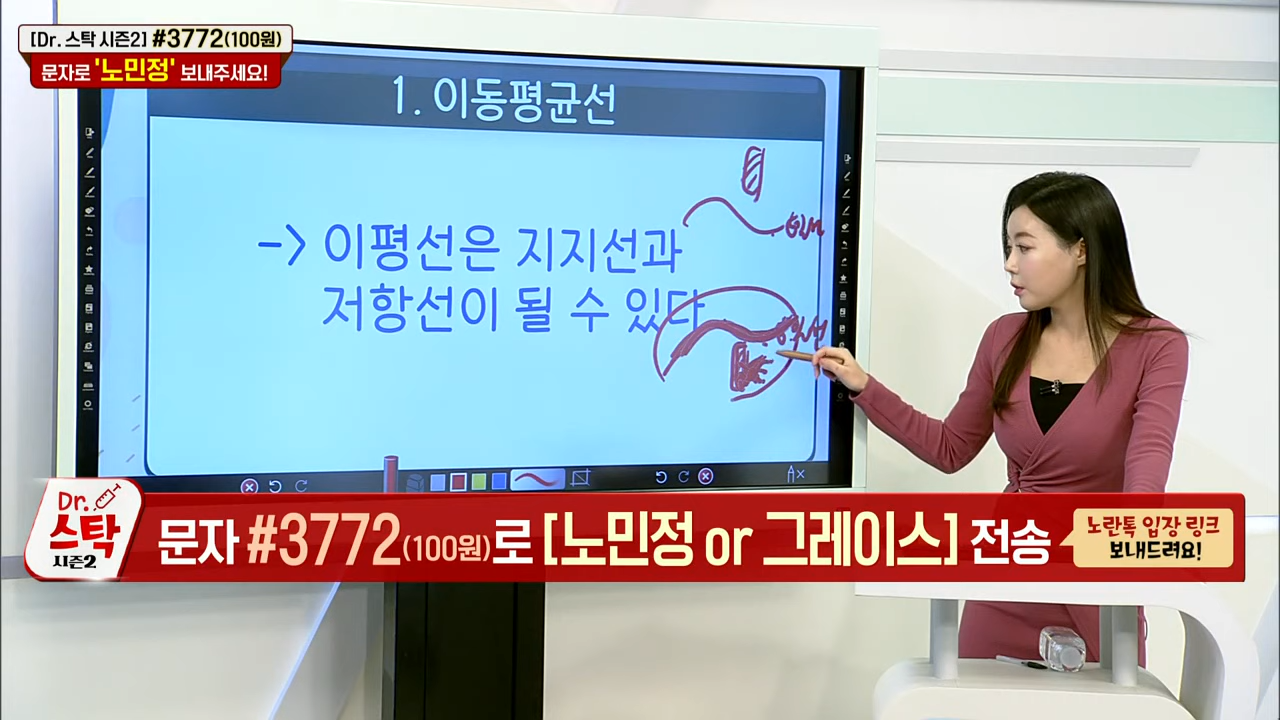 [Dr. 스탁 시즌2] #3772(100원)
문자로 '노민정' 보내주세요!
1. 이동평균선
-> 이평선은 지지선과
저항선이 될 수 있다
Dr.
스탁
시즌2
문자 #3772(100원)로 [노민정 or 그레이스] 전송
노란톡 입장 링크
보내드려요!